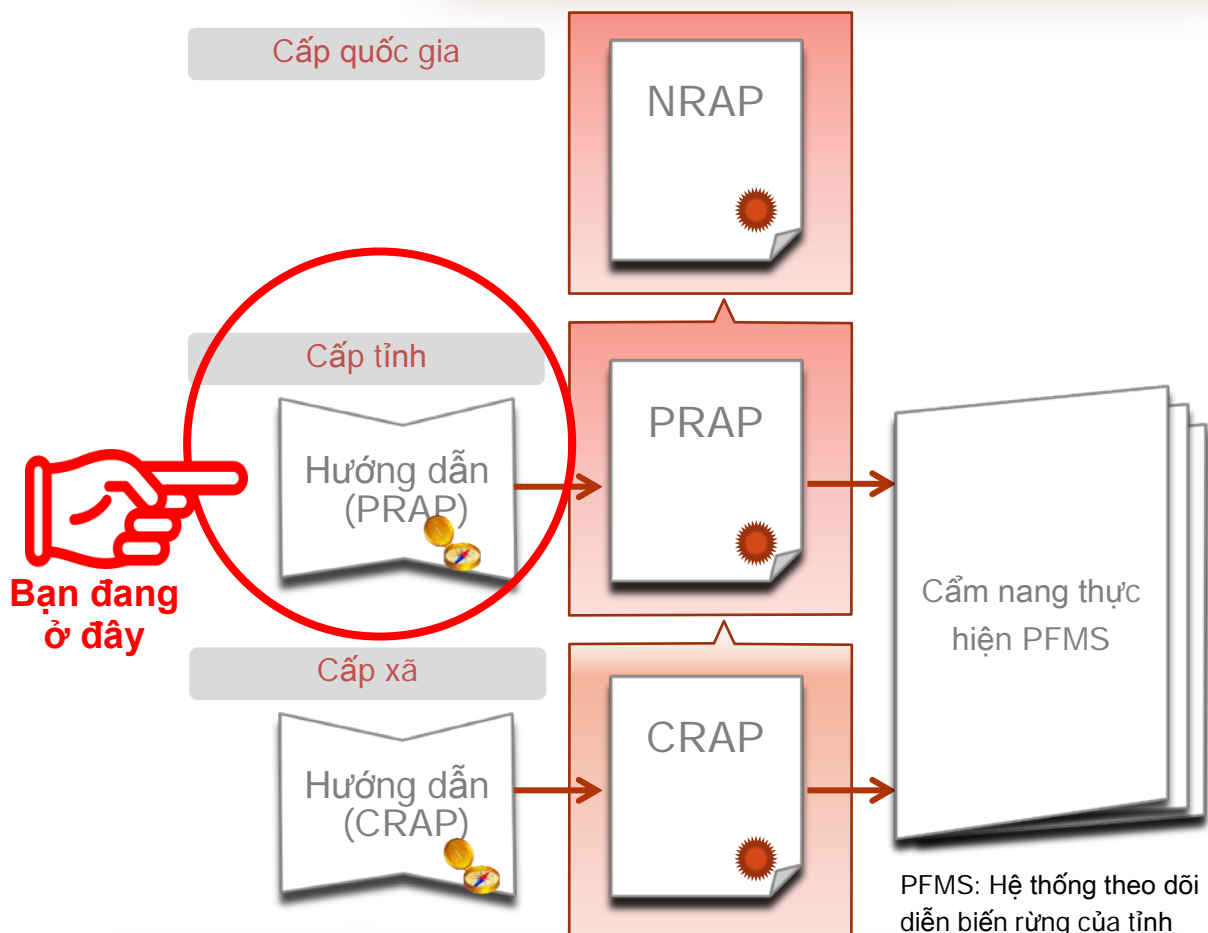 Cấp quốc gia
NRAP
Cấp tỉnh
Hướng dẫn
(PRAP)
PRAP
Bạn đang
ở đây
Cẩm nang thực
hiện PFMS
Cấp xã
Hướng dẫn
(CRAP)
CRAP
PFMS: Hệ thống theo dõi
diễn biến rừng của tỉnh